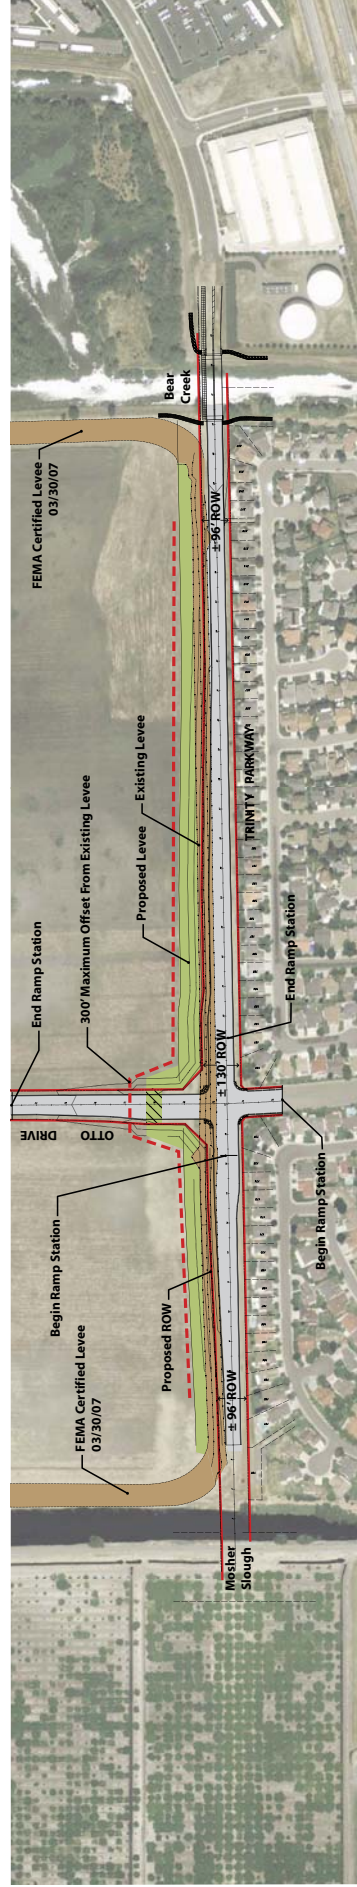 Bear
Creek
FEMA Certified Levee
03/30/07
± 96' ROW
TRINITY PARKWAY
Existing Levee
Proposed Levee
300' Maximum Offset From Existing Levee
End Ramp Station
End Ramp Station
± 130' ROW
OTTO
DRIVE
Begin Ramp Station
Begin Ramp Station
Proposed ROW
FEMA Certified Levee
03/30/07
± 96' ROW
Mosher
Slough